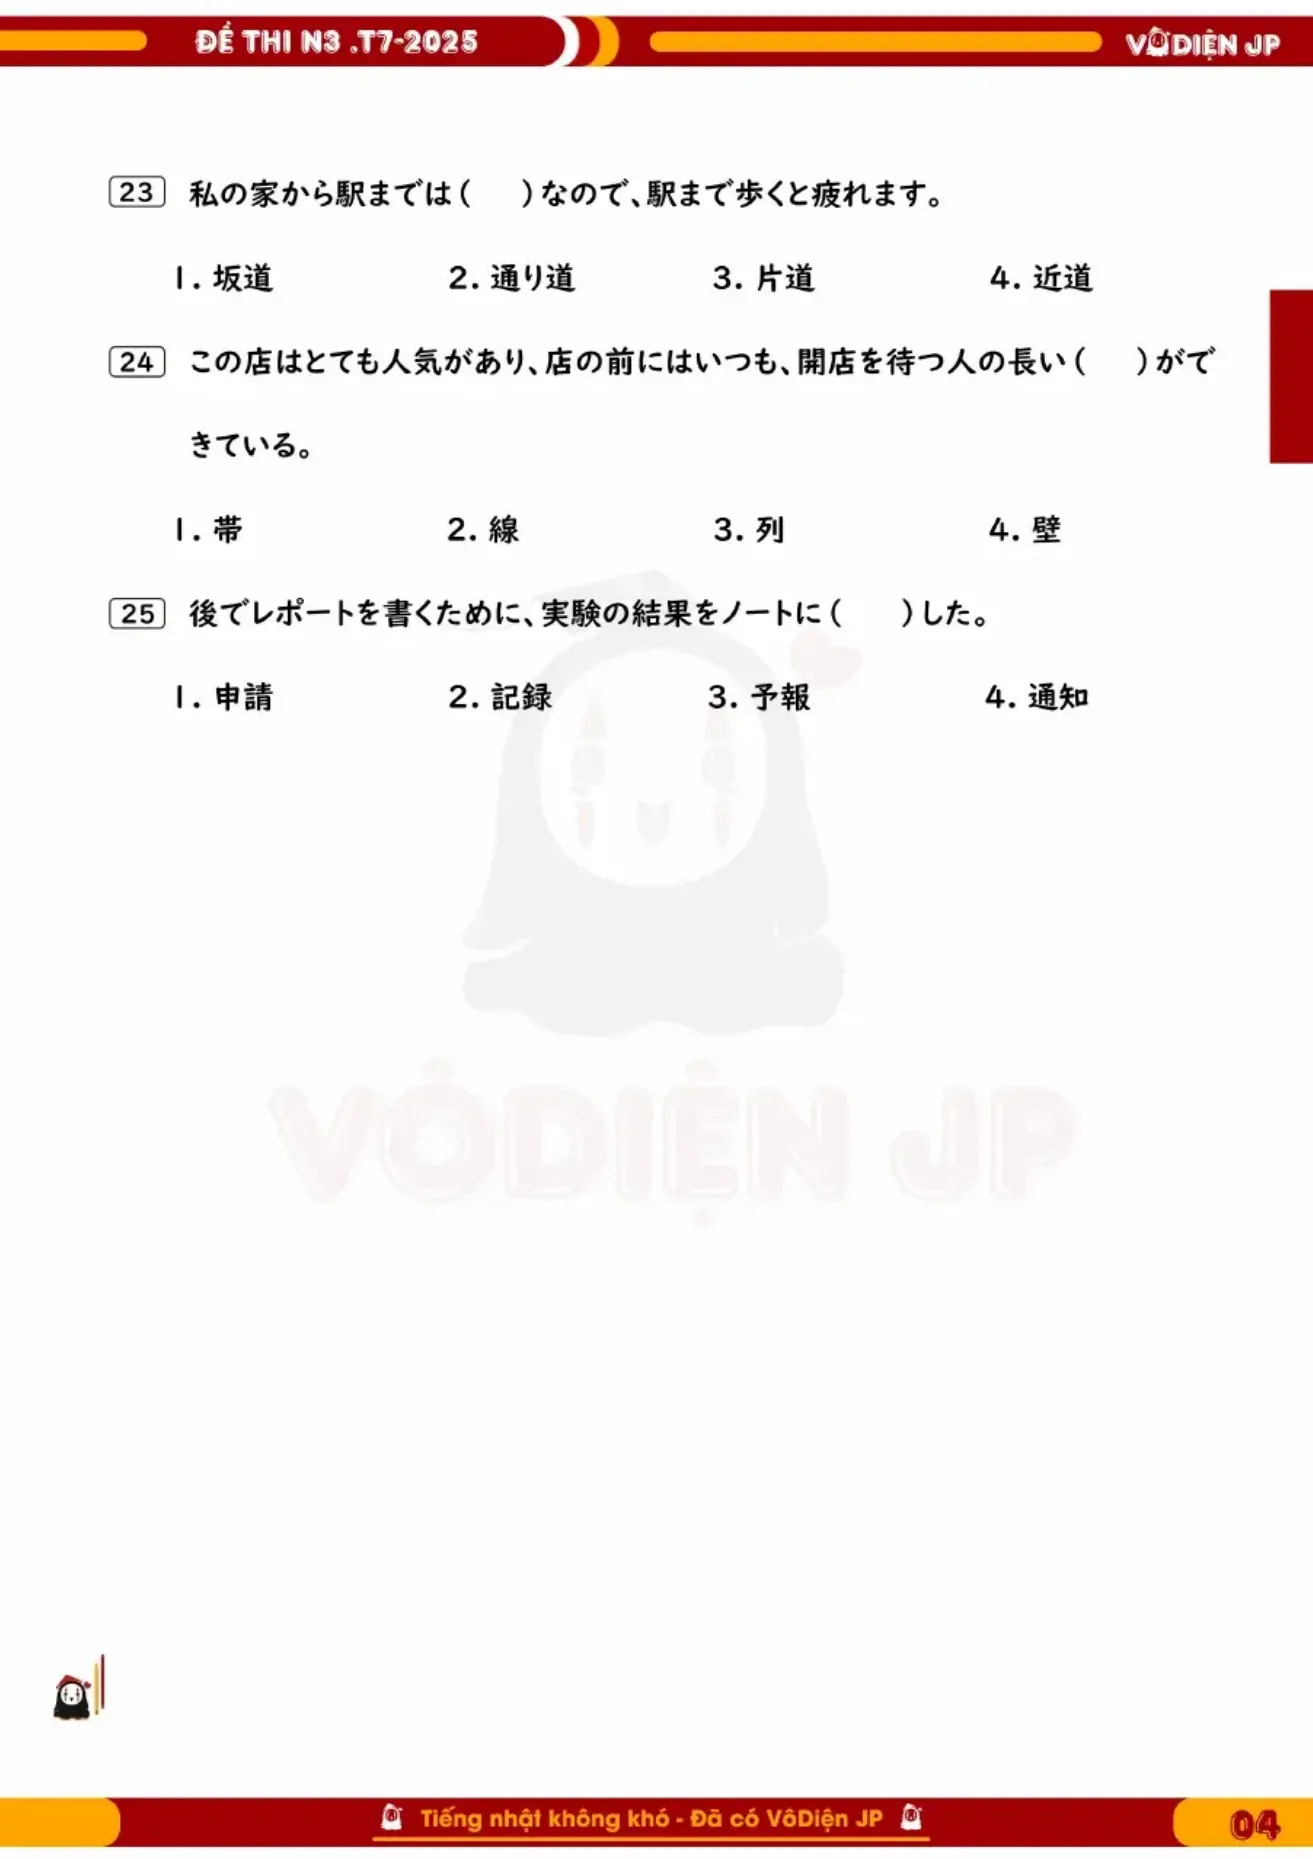 ĐỀ THI N3 .T7-2025
VÔDIỆN JP
23 私の家から駅までは( )なので、駅まで歩くと疲れます。
1. 坂道 2. 通り道 3. 片道 4. 近道
24 この店はとても人気があり、店の前にはいつも、開店を待つ人の長い( )がで
きている。
1. 帯 2. 線 3. 列 4. 壁
25 後でレポートを書くために、実験の結果をノートに( )した。
1. 申請 2. 記録 3. 予報 4. 通知
VÔDIỆN JP
Tiếng nhật không khó - Đã có VôDiện JP
04